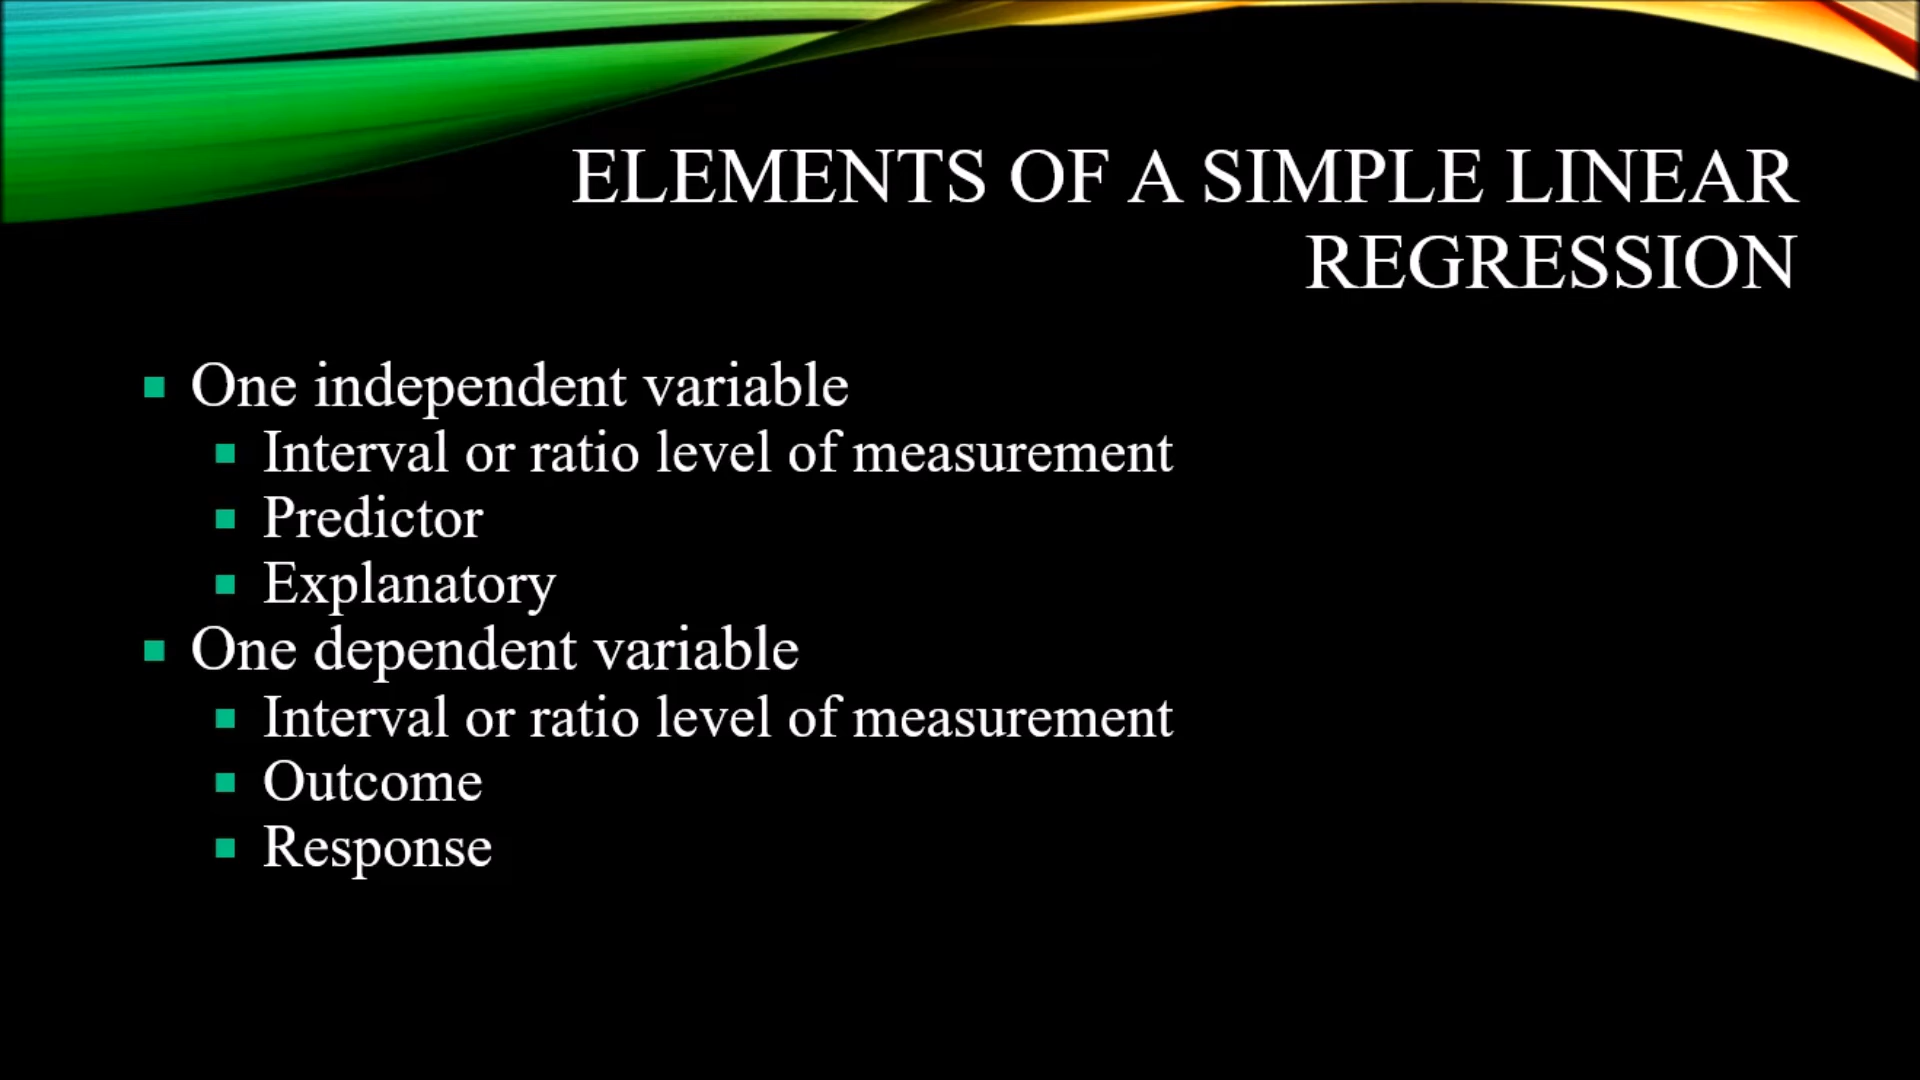 ELEMENTS OF A SIMPLE LINEAR
REGRESSION
One independent variable
Interval or ratio level of measurement
Predictor
Explanatory
One dependent variable
Interval or ratio level of measurement
Outcome
Response